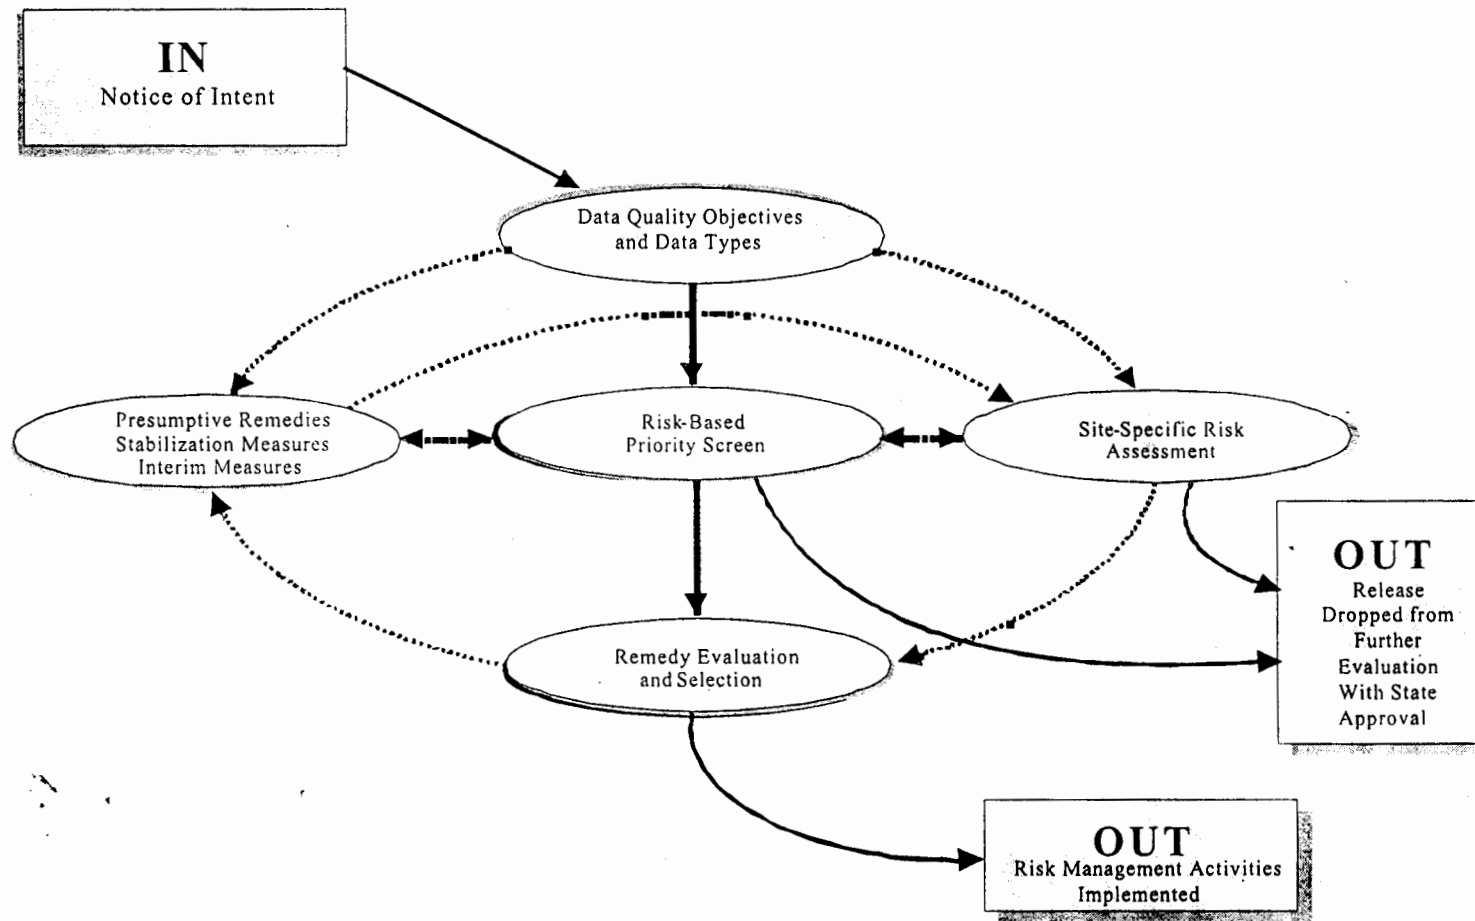 IN
Notice of Intent
Data Quality Objectives
and Data Types
Presumptive Remedies
Stabilization Measures
Interim Measures
Risk-Based
Priority Screen
Site-Specific Risk
Assessment
OUT
Release
Dropped from
Further
Evaluation
With State
Approval
Remedy Evaluation
and Selection
OUT
Risk Management Activities
Implemented